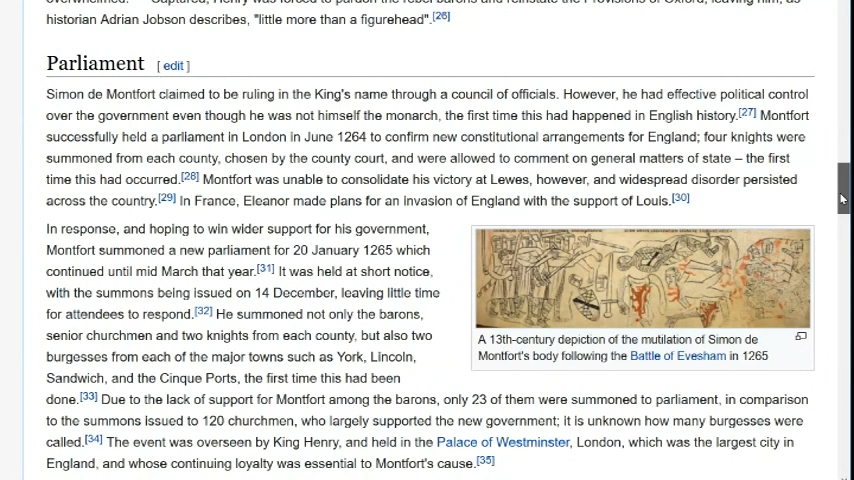 historian Adrian Jobson describes, "little more than a figurehead".[26]
Parliament [ edit ]
Simon de Montfort claimed to be ruling in the King's name through a council of officials. However, he had effective political control
over the government even though he was not himself the monarch, the first time this had happened in English history.[27] Montfort
successfully held a parliament in London in June 1264 to confirm new constitutional arrangements for England; four knights were
summoned from each county, chosen by the county court, and were allowed to comment on general matters of state – the first
time this had occurred.[28] Montfort was unable to consolidate his victory at Lewes, however, and widespread disorder persisted
across the country.[29] In France, Eleanor made plans for an invasion of England with the support of Louis.[30]
In response, and hoping to win wider support for his government,
Montfort summoned a new parliament for 20 January 1265 which
continued until mid March that year.[31] It was held at short notice,
with the summons being issued on 14 December, leaving little time
for attendees to respond.[32] He summoned not only the barons,
senior churchmen and two knights from each county, but also two
burgesses from each of the major towns such as York, Lincoln,
Sandwich, and the Cinque Ports, the first time this had been
done.[33] Due to the lack of support for Montfort among the barons, only 23 of them were summoned to parliament, in comparison
to the summons issued to 120 churchmen, who largely supported the new government; it is unknown how many burgesses were
called.[34] The event was overseen by King Henry, and held in the Palace of Westminster, London, which was the largest city in
England, and whose continuing loyalty was essential to Montfort's cause.[35]
A 13th-century depiction of the mutilation of Simon de
Montfort's body following the Battle of Evesham in 1265